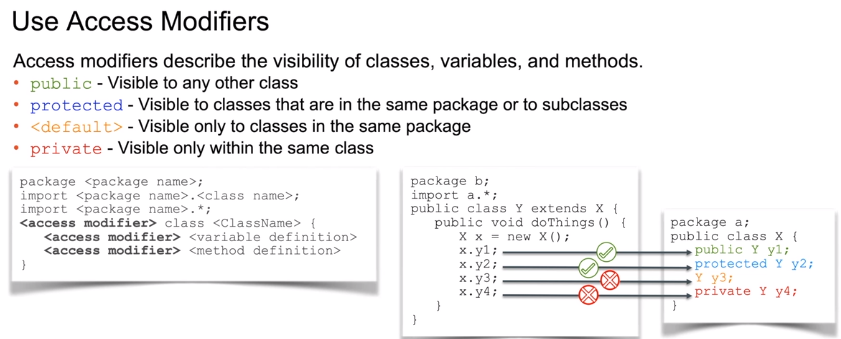 Use Access Modifiers
Access modifiers describe the visibility of classes, variables, and methods.
• public - Visible to any other class
• protected - Visible to classes that are in the same package or to subclasses
• <default> - Visible only to classes in the same package
• private - Visible only within the same class
package <package name>;
import <package name>.<class name>;
import <package name>.*;
<access modifier> class <ClassName> {
<access modifier> <variable definition>
<access modifier> <method definition>
}
package b;
import a.*;
public class Y extends X {
public void doThings() {
X x = new X();
x.y1;
x.y2;
x.y3;
x.y4;
}
}
package a;
public class X {
public Y y1;
protected Y y2;
Y y3;
private Y y4;
}